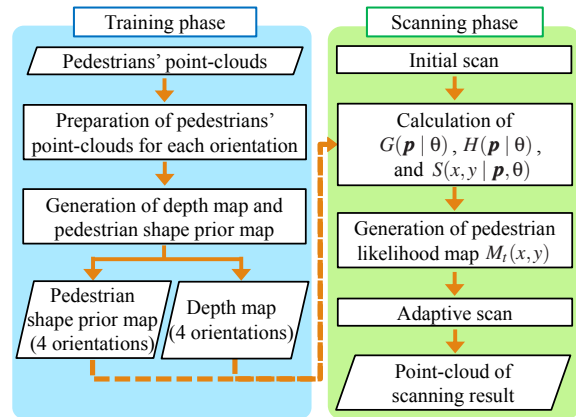 Training phase
Pedestrians' point-clouds
Preparation of pedestrians'
point-clouds for each orientation
Generation of depth map and
pedestrian shape prior map
Pedestrian
shape prior map
(4 orientations)
Depth map
(4 orientations)
Scanning phase
Initial scan
Calculation of
G(p | θ) , H(p | θ) ,
and S(x, y | p, θ)
Generation of pedestrian
likelihood map M_t(x, y)
Adaptive scan
Point-cloud of
scanning result